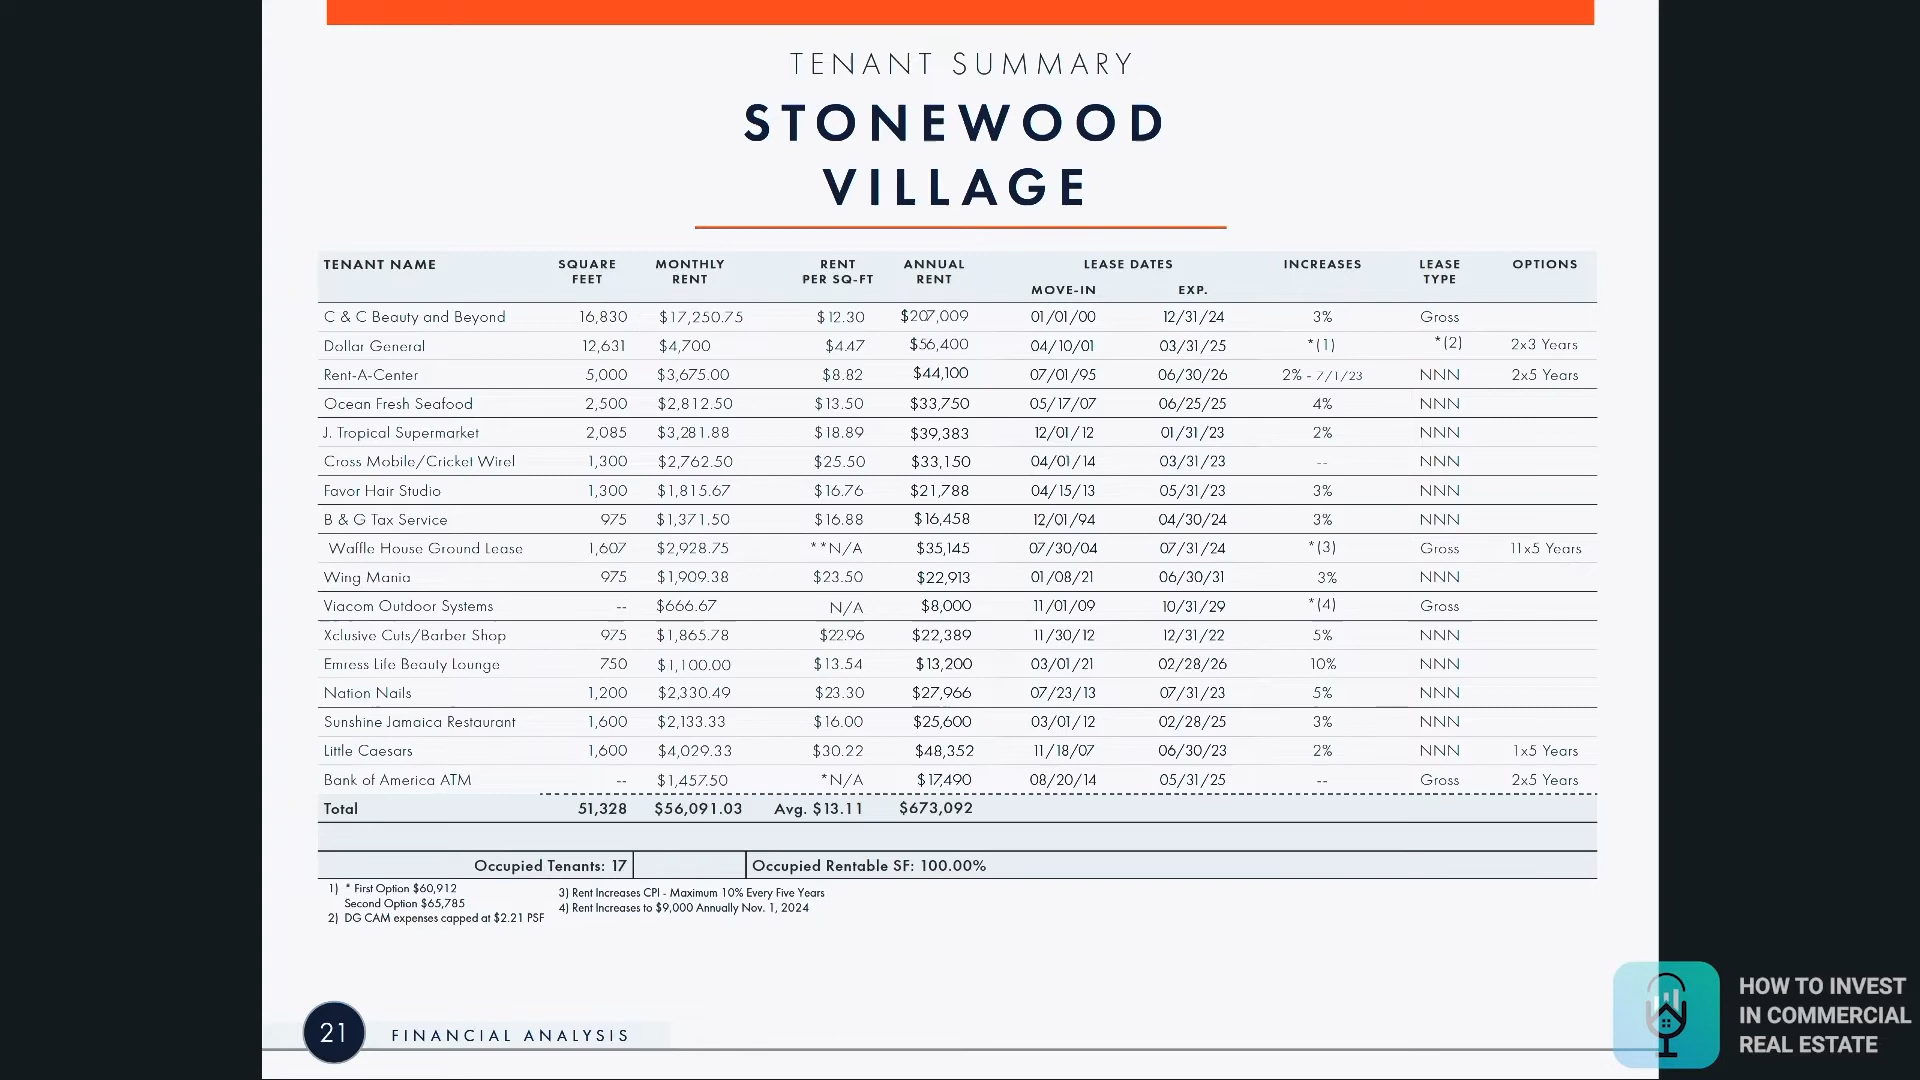 TENANT SUMMARY
STONEWOOD
VILLAGE
TENANT NAME SQUARE FEET MONTHLY RENT RENT PER SQ-FT ANNUAL RENT LEASE DATES MOVE-IN EXP. INCREASES LEASE TYPE OPTIONS
C & C Beauty and Beyond 16,830 $17,250.75 $12.30 $207,009 01/01/00 12/31/24 3% Gross
Dollar General 12,631 $4,700 $4.47 $56,400 04/10/01 03/31/25 *(1) *(2) 2x3 Years
Rent-A-Center 5,000 $3,675.00 $8.82 $44,100 07/01/95 06/30/26 2% - 7/1/23 NNN 2x5 Years
Ocean Fresh Seafood 2,500 $2,812.50 $13.50 $33,750 05/17/07 06/25/25 4% NNN
J. Tropical Supermarket 2,085 $3,281.88 $18.89 $39,383 12/01/12 01/31/23 2% NNN
Cross Mobile/Cricket Wirel 1,300 $2,762.50 $25.50 $33,150 04/01/14 03/31/23 -- NNN
Favor Hair Studio 1,300 $1,815.67 $16.76 $21,788 04/15/13 05/31/23 3% NNN
B & G Tax Service 975 $1,371.50 $16.88 $16,458 12/01/94 04/30/24 3% NNN
Waffle House Ground Lease 1,607 $2,928.75 **N/A $35,145 07/30/04 07/31/24 *(3) Gross 11x5 Years
Wing Mania 975 $1,909.38 $23.50 $22,913 01/08/21 06/30/31 3% NNN
Viacom Outdoor Systems -- $666.67 N/A $8,000 11/01/09 10/31/29 *(4) Gross
Xclusive Cuts/Barber Shop 975 $1,865.78 $22.96 $22,389 11/30/12 12/31/22 5% NNN
Emress Life Beauty Lounge 750 $1,100.00 $13.54 $13,200 03/01/21 02/28/26 10% NNN
Nation Nails 1,200 $2,330.49 $23.30 $27,966 07/23/13 07/31/23 5% NNN
Sunshine Jamaica Restaurant 1,600 $2,133.33 $16.00 $25,600 03/01/12 02/28/25 3% NNN
Little Caesars 1,600 $4,029.33 $30.22 $48,352 11/18/07 06/30/23 2% NNN 1x5 Years
Bank of America ATM -- $1,457.50 *N/A $17,490 08/20/14 05/31/25 -- Gross 2x5 Years
Total 51,328 $56,091.03 Avg. $13.11 $673,092
Occupied Tenants: 17 Occupied Rentable SF: 100.00%
1) * First Option $60,912
Second Option $65,785
2) DG CAM expenses capped at $2.21 PSF
3) Rent Increases CPI - Maximum 10% Every Five Years
4) Rent Increases to $9,000 Annually Nov. 1, 2024
21 FINANCIAL ANALYSIS
HOW TO INVEST
IN COMMERCIAL
REAL ESTATE